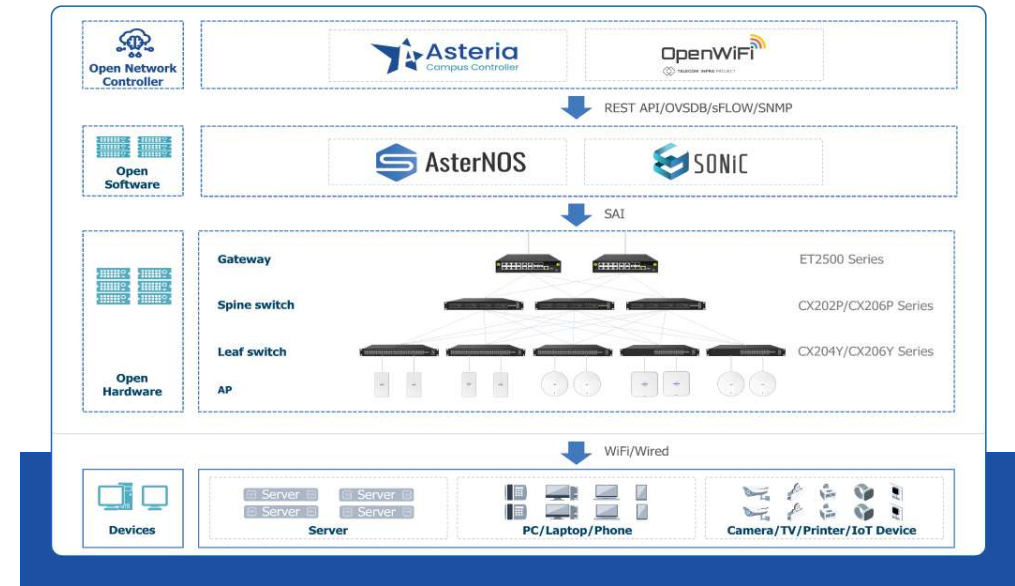 Asteria
Campus Controller
OpenWiFi
TELECOM INFRA PROJECT
Open Network
Controller
REST API/OVSDB/sFLOW/SNMP
AsterNOS
SONiC
Open
Software
SAI
Gateway
ET2500 Series
Spine switch
CX202P/CX206P Series
Leaf switch
CX204Y/CX206Y Series
Open
Hardware
AP
WiFi/Wired
Server
Server
Server
Server
Devices
Server
PC/Laptop/Phone
Camera/TV/Printer/IoT Device